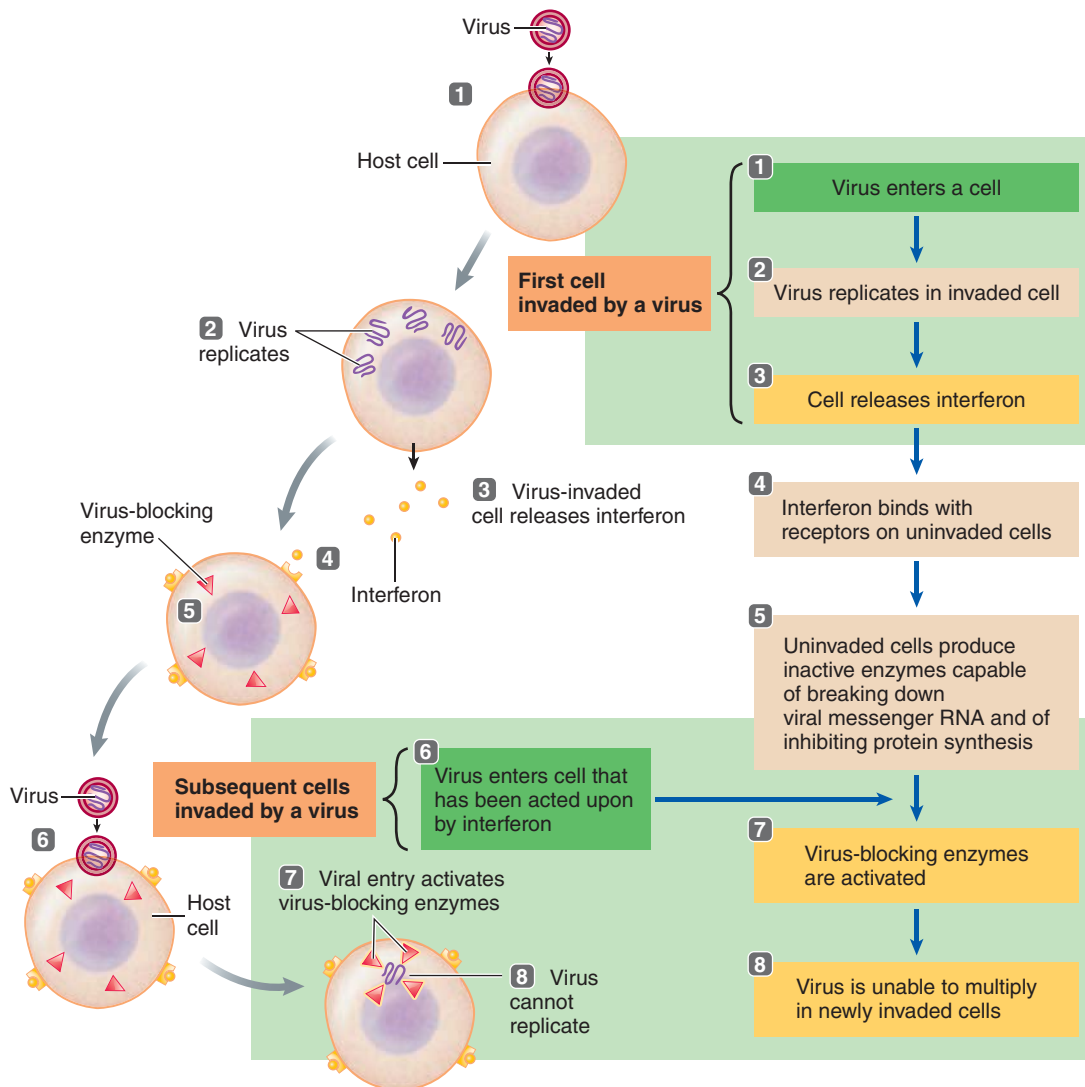 Virus
1
Host cell
1
Virus enters a cell
First cell
invaded by a virus
2
Virus replicates in invaded cell
2 Virus
replicates
3
Cell releases interferon
3 Virus-invaded
cell releases interferon
Virus-blocking
enzyme
4
5
Interferon
4
Interferon binds with
receptors on uninvaded cells
5
Uninvaded cells produce
inactive enzymes capable
of breaking down
viral messenger RNA and of
inhibiting protein synthesis
Virus
6
Host
cell
Subsequent cells
invaded by a virus
6
Virus enters cell that
has been acted upon
by interferon
7
Virus-blocking enzymes
are activated
7 Viral entry activates
virus-blocking enzymes
8 Virus
cannot
replicate
8
Virus is unable to multiply
in newly invaded cells